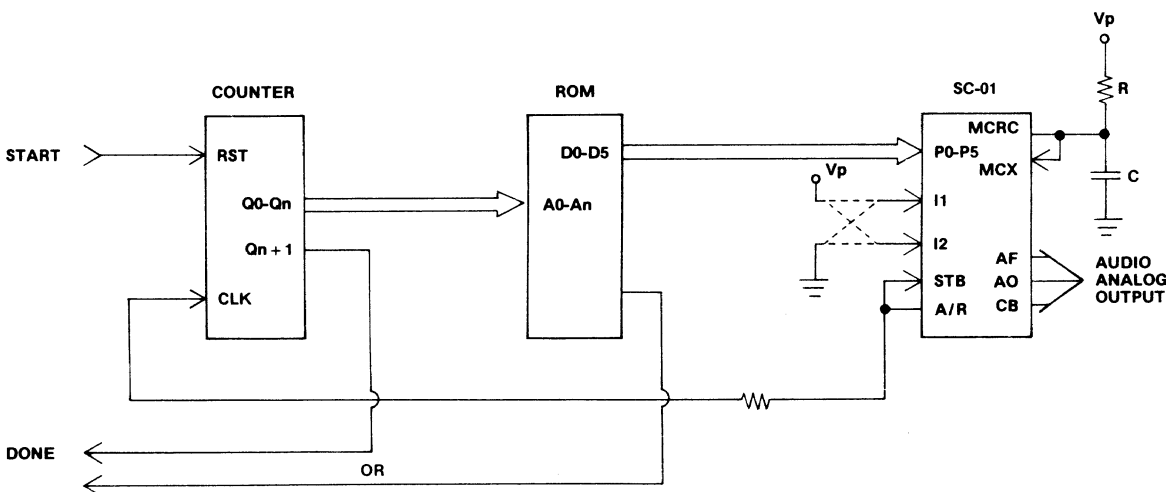 Vp
COUNTER
ROM
SC-01
R
START
RST
D0-D5
MCRC
P0-P5
MCX
C
Vp
Q0-Qn
A0-An
I1
Qn + 1
I2
AF
AUDIO
ANALOG
OUTPUT
CLK
STB
AO
A/R
CB
DONE
OR